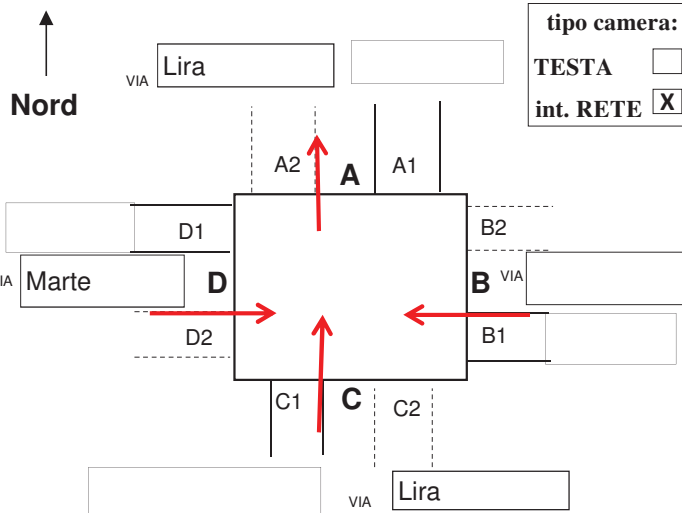 tipo camera:
VIA Lira
TESTA
Nord
int. RETE X
A2 A A1
D1 B2
VIA Marte D B VIA
D2 B1
C1 C C2
VIA Lira